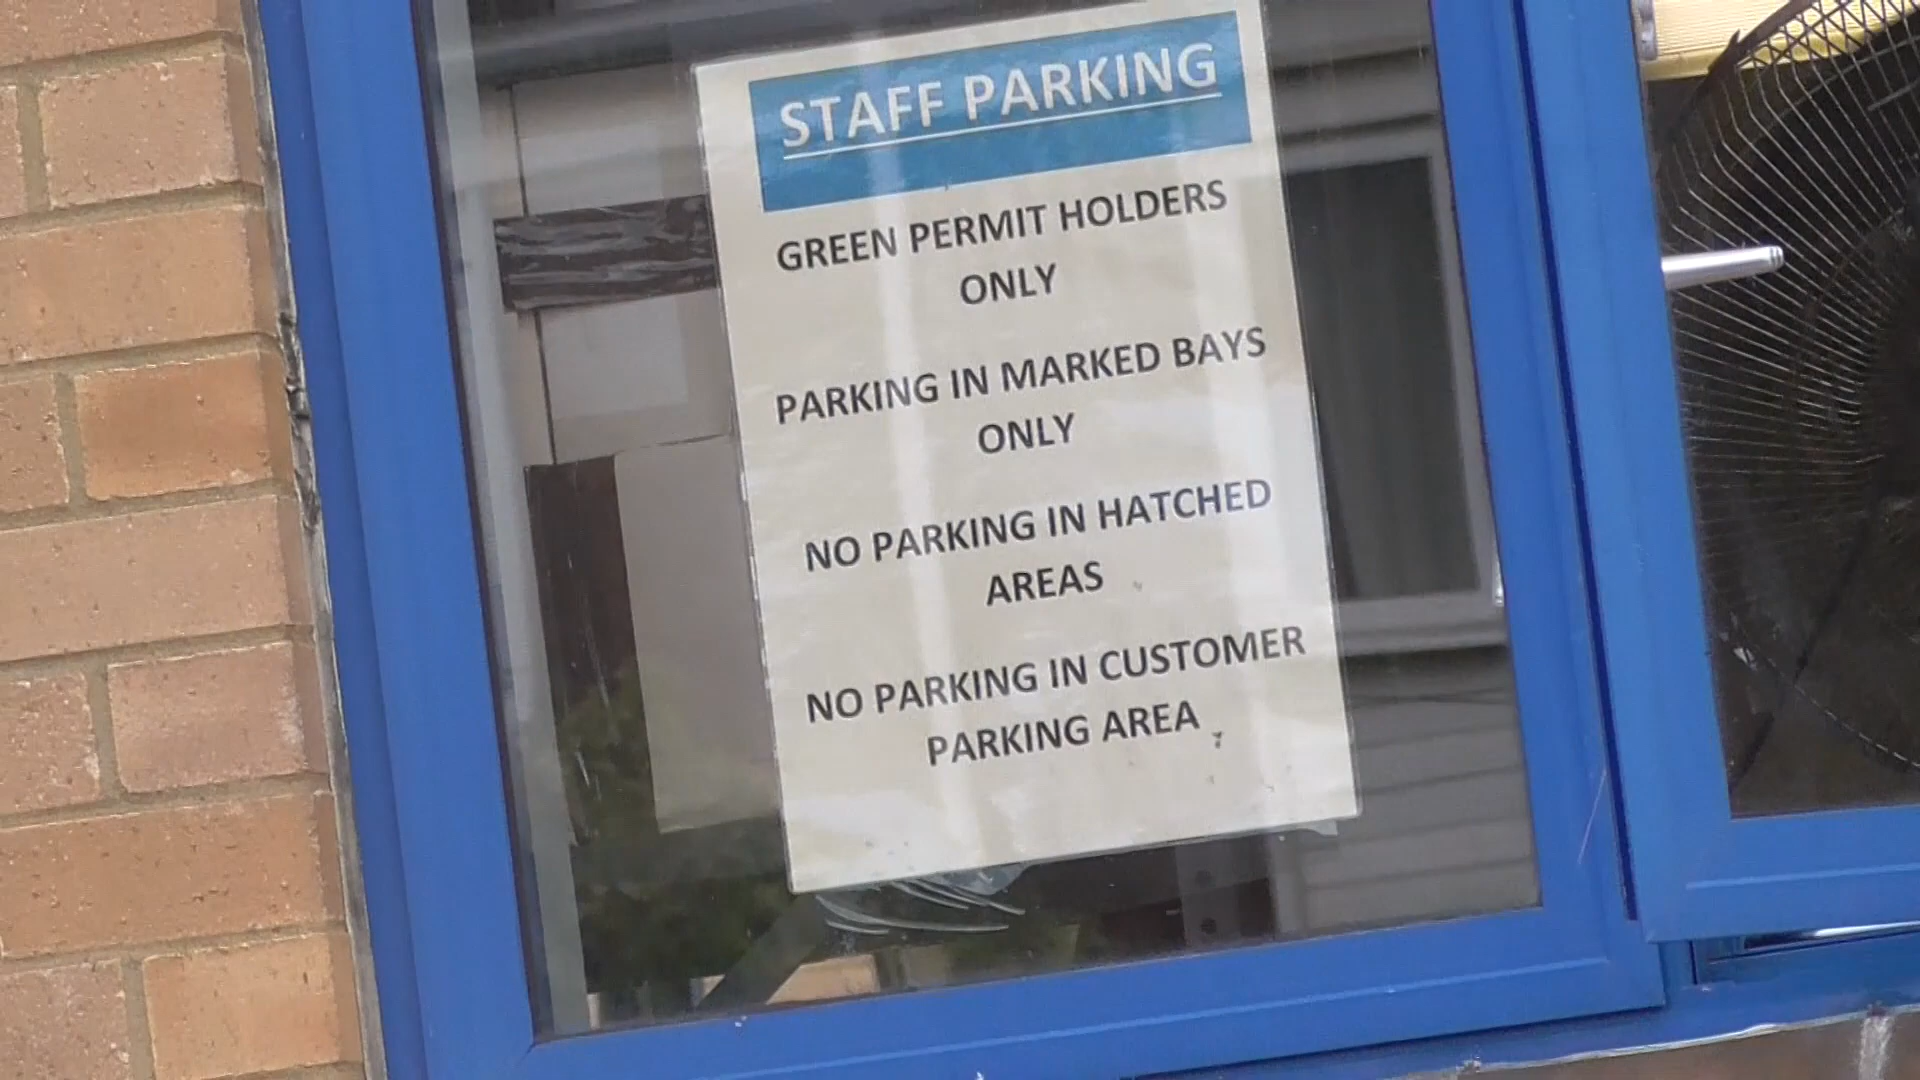 STAFF PARKING
GREEN PERMIT HOLDERS
ONLY
PARKING IN MARKED BAYS
ONLY
NO PARKING IN HATCHED
AREAS
NO PARKING IN CUSTOMER
PARKING AREA